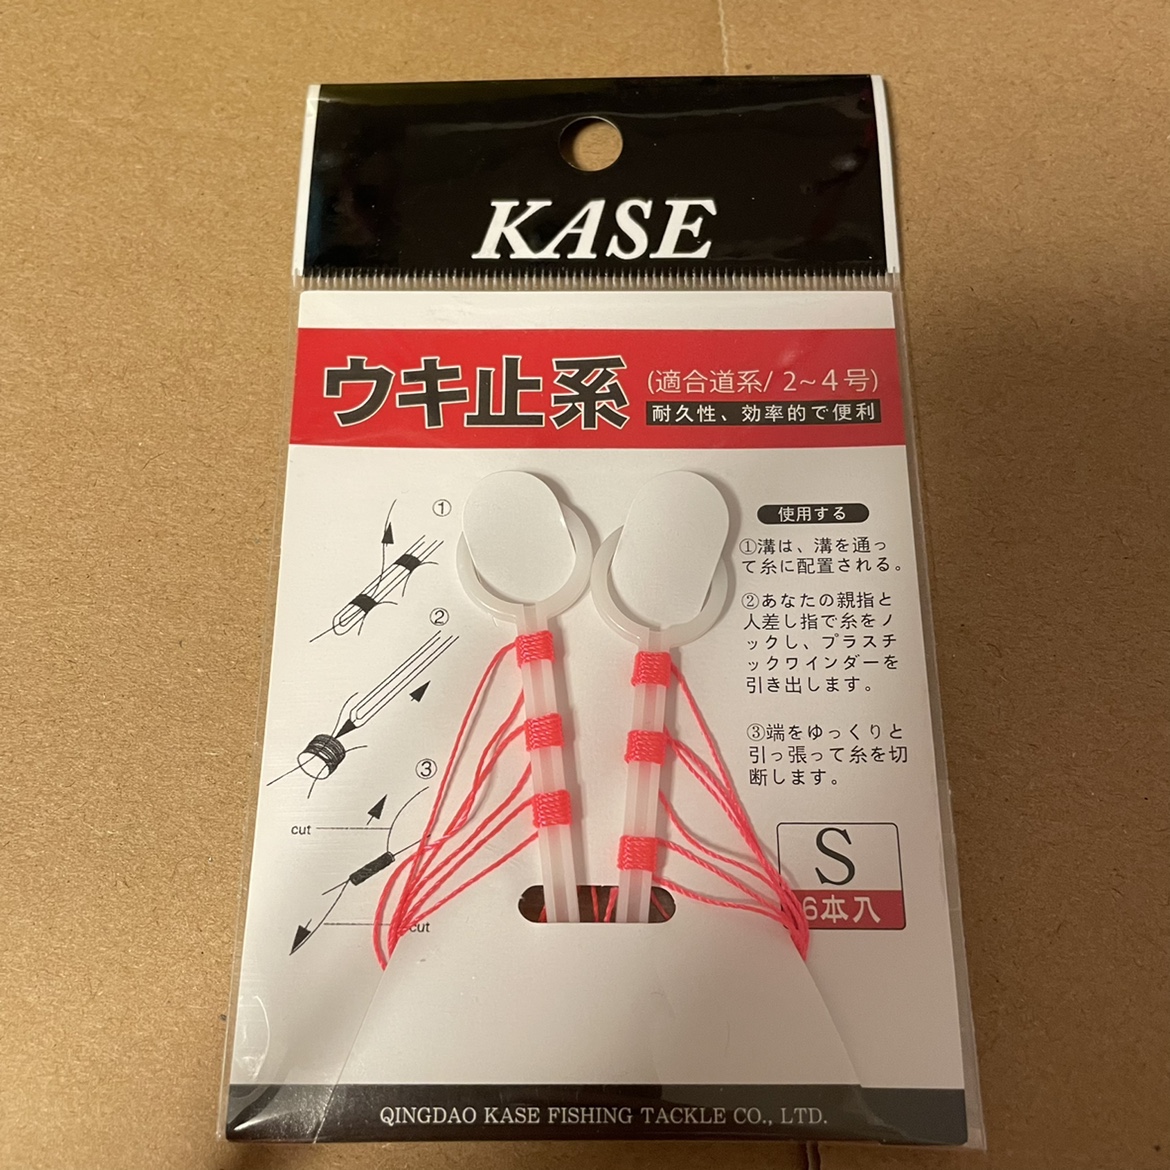 KASE
ウキ止系
(適合道系/ 2~4号)
耐久性、効率的で便利
使用する
①溝は、溝を通っ
て糸に配置される。
②あなたの親指と
人差し指で糸をノ
ックし、プラスチ
ックワインダーを
引き出します。
③端をゆっくりと
引っ張って糸を切
断します。
①
②
③
cut
cut
S
6本入
QINGDAO KASE FISHING TACKLE CO., LTD.